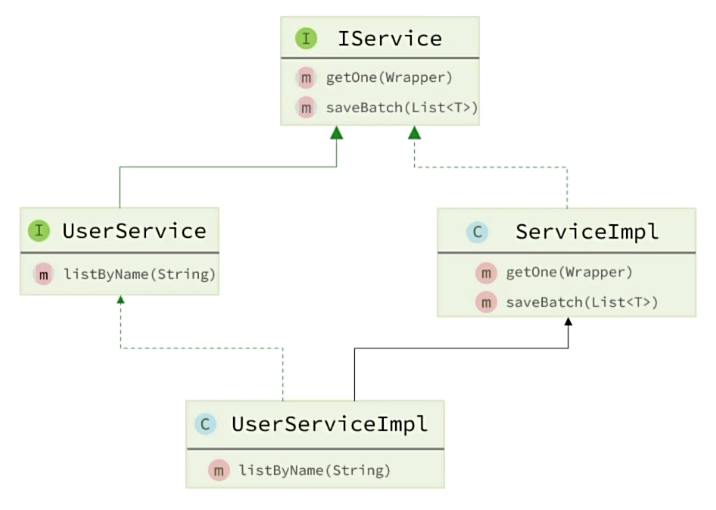 I IService
m getOne(Wrapper)
m saveBatch(List<T>)
I UserService
m listByName(String)
C ServiceImpl
m getOne(Wrapper)
m saveBatch(List<T>)
C UserServiceImpl
m listByName(String)